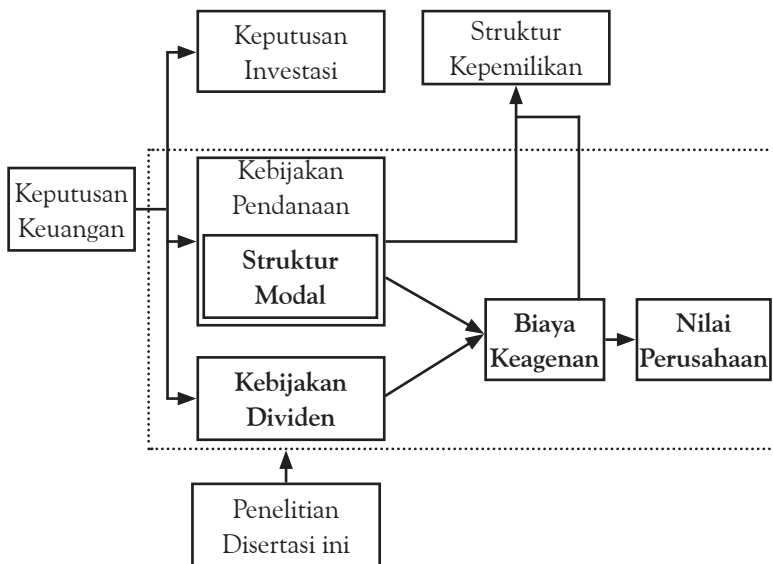 Keputusan
Investasi
Struktur
Kepemilikan
Keputusan
Keuangan
Kebijakan
Pendanaan
Struktur
Modal
Biaya
Keagenan
Nilai
Perusahaan
Kebijakan
Dividen
Penelitian
Disertasi ini